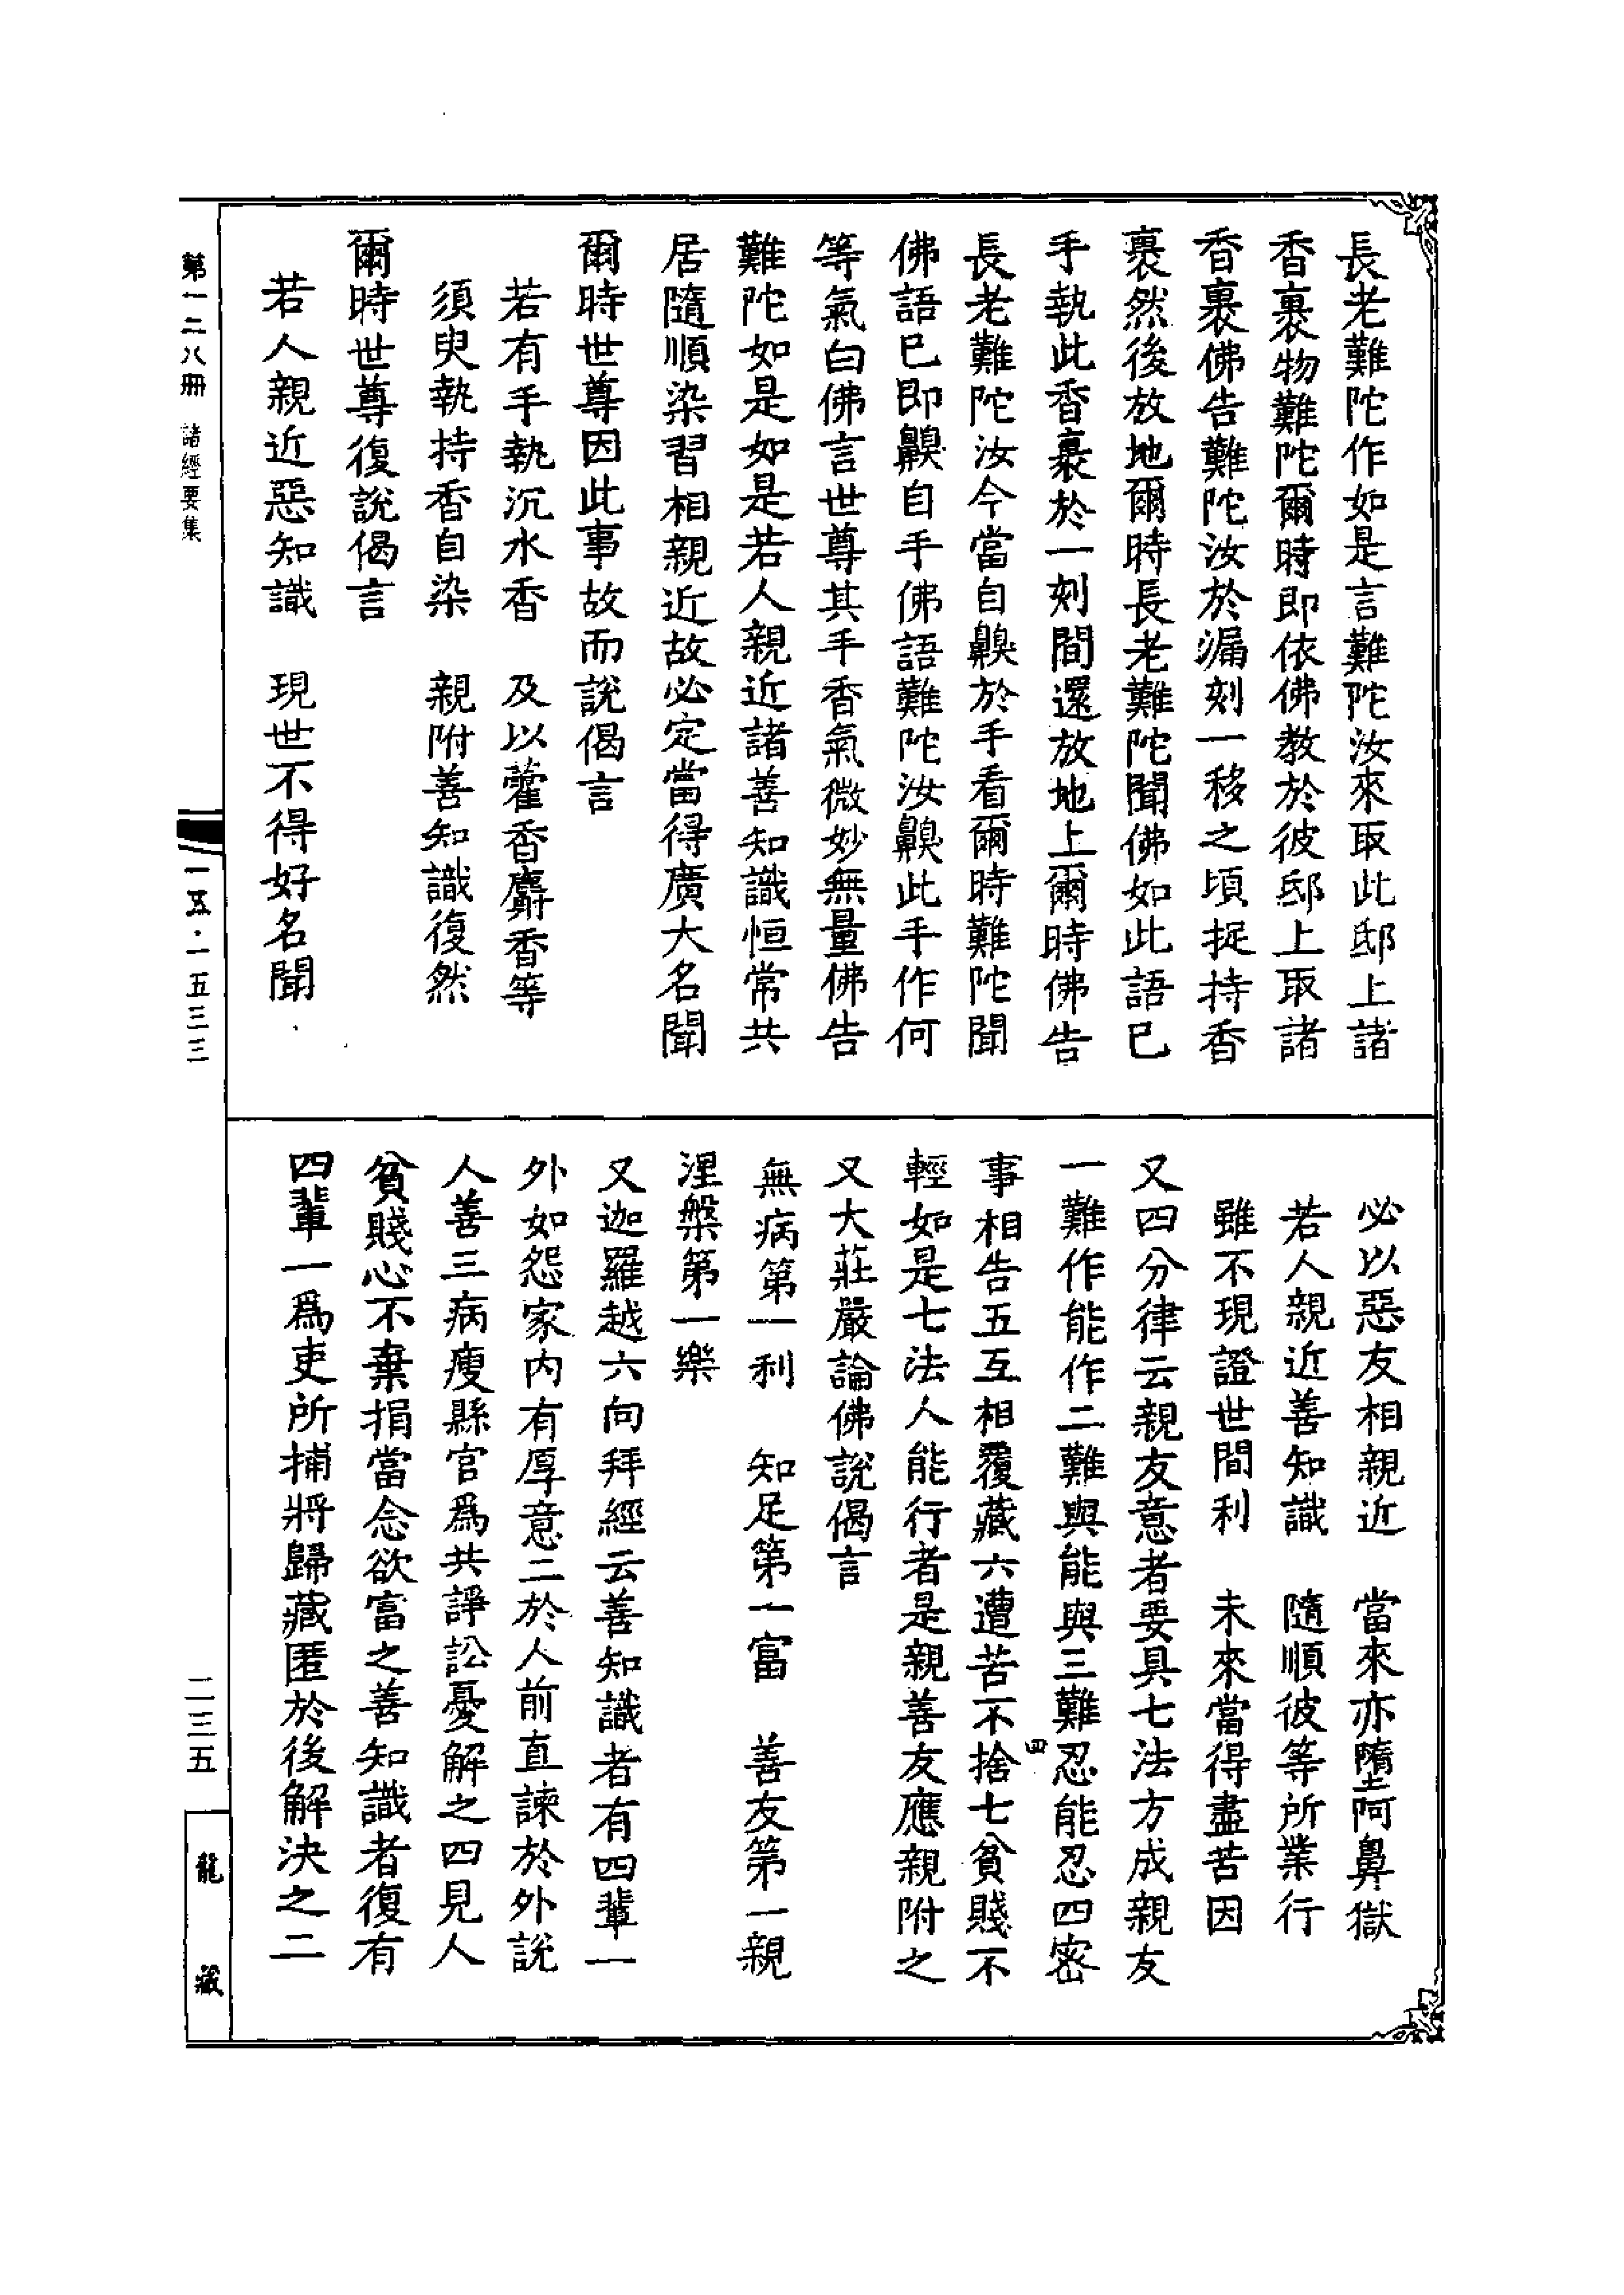 長老難陀作如是言難陀汝來取此邸上諸
香裹物難陀爾時即依佛教於彼邸上取諸
香裹佛告難陀汝於漏刻一移之頃捉持香
裹然後放地爾時長老難陀聞佛如此語已
手執此香裹於一刻間還放地上爾時佛告
長老難陀汝今當自齅於手看爾時難陀聞
佛語已即齅自手佛語難陀汝齅此手作何
等氣白佛言世尊其手香氣微妙無量佛告
難陀如是如是若人親近諸善知識恒常共
居隨順染習相親近故必定當得廣大名聞
爾時世尊因此事故而說偈言
若有手執沉水香　及以藿香麝香等
須臾執持香自染　親附善知識復然
爾時世尊復說偈言
若人親近惡知識　現世不得好名聞
必以惡友相親近　當來亦墮阿鼻獄
若人親近善知識　隨順彼等所業行
雖不現證世間利　未來當得盡苦因
又四分律云親友意者要具七法方成親友
一難作能作二難與能與三難忍能忍四密
四
事相告五互相覆藏六遭苦不捨七貧賤不
輕如是七法人能行者是親善友應親附之
又大莊嚴論佛說偈言
無病第一利　知足第一富　善友第一親
涅槃第一樂
又迦羅越六向拜經云善知識者有四輩一
外如怨家內有厚意二於人前直諫於外說
人善三病瘦縣官為共諍訟憂解之四見人
貧賤心不棄捐當念欲富之善知識者復有
四輩一為吏所捕將歸藏匿於後解決之二
第一二八冊　諸經要集
一五·一五三三
二三五
龍藏